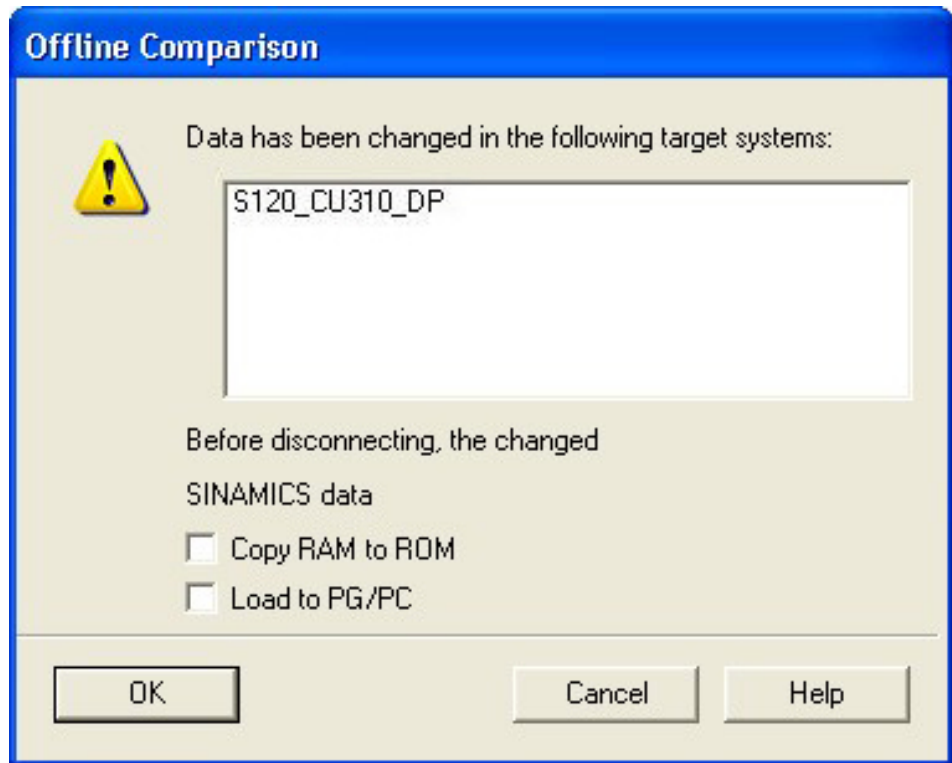 Offline Comparison
Data has been changed in the following target systems:
S120_CU310_DP
Before disconnecting, the changed
SINAMICS data
Copy RAM to ROM
Load to PG/PC
OK
Cancel
Help